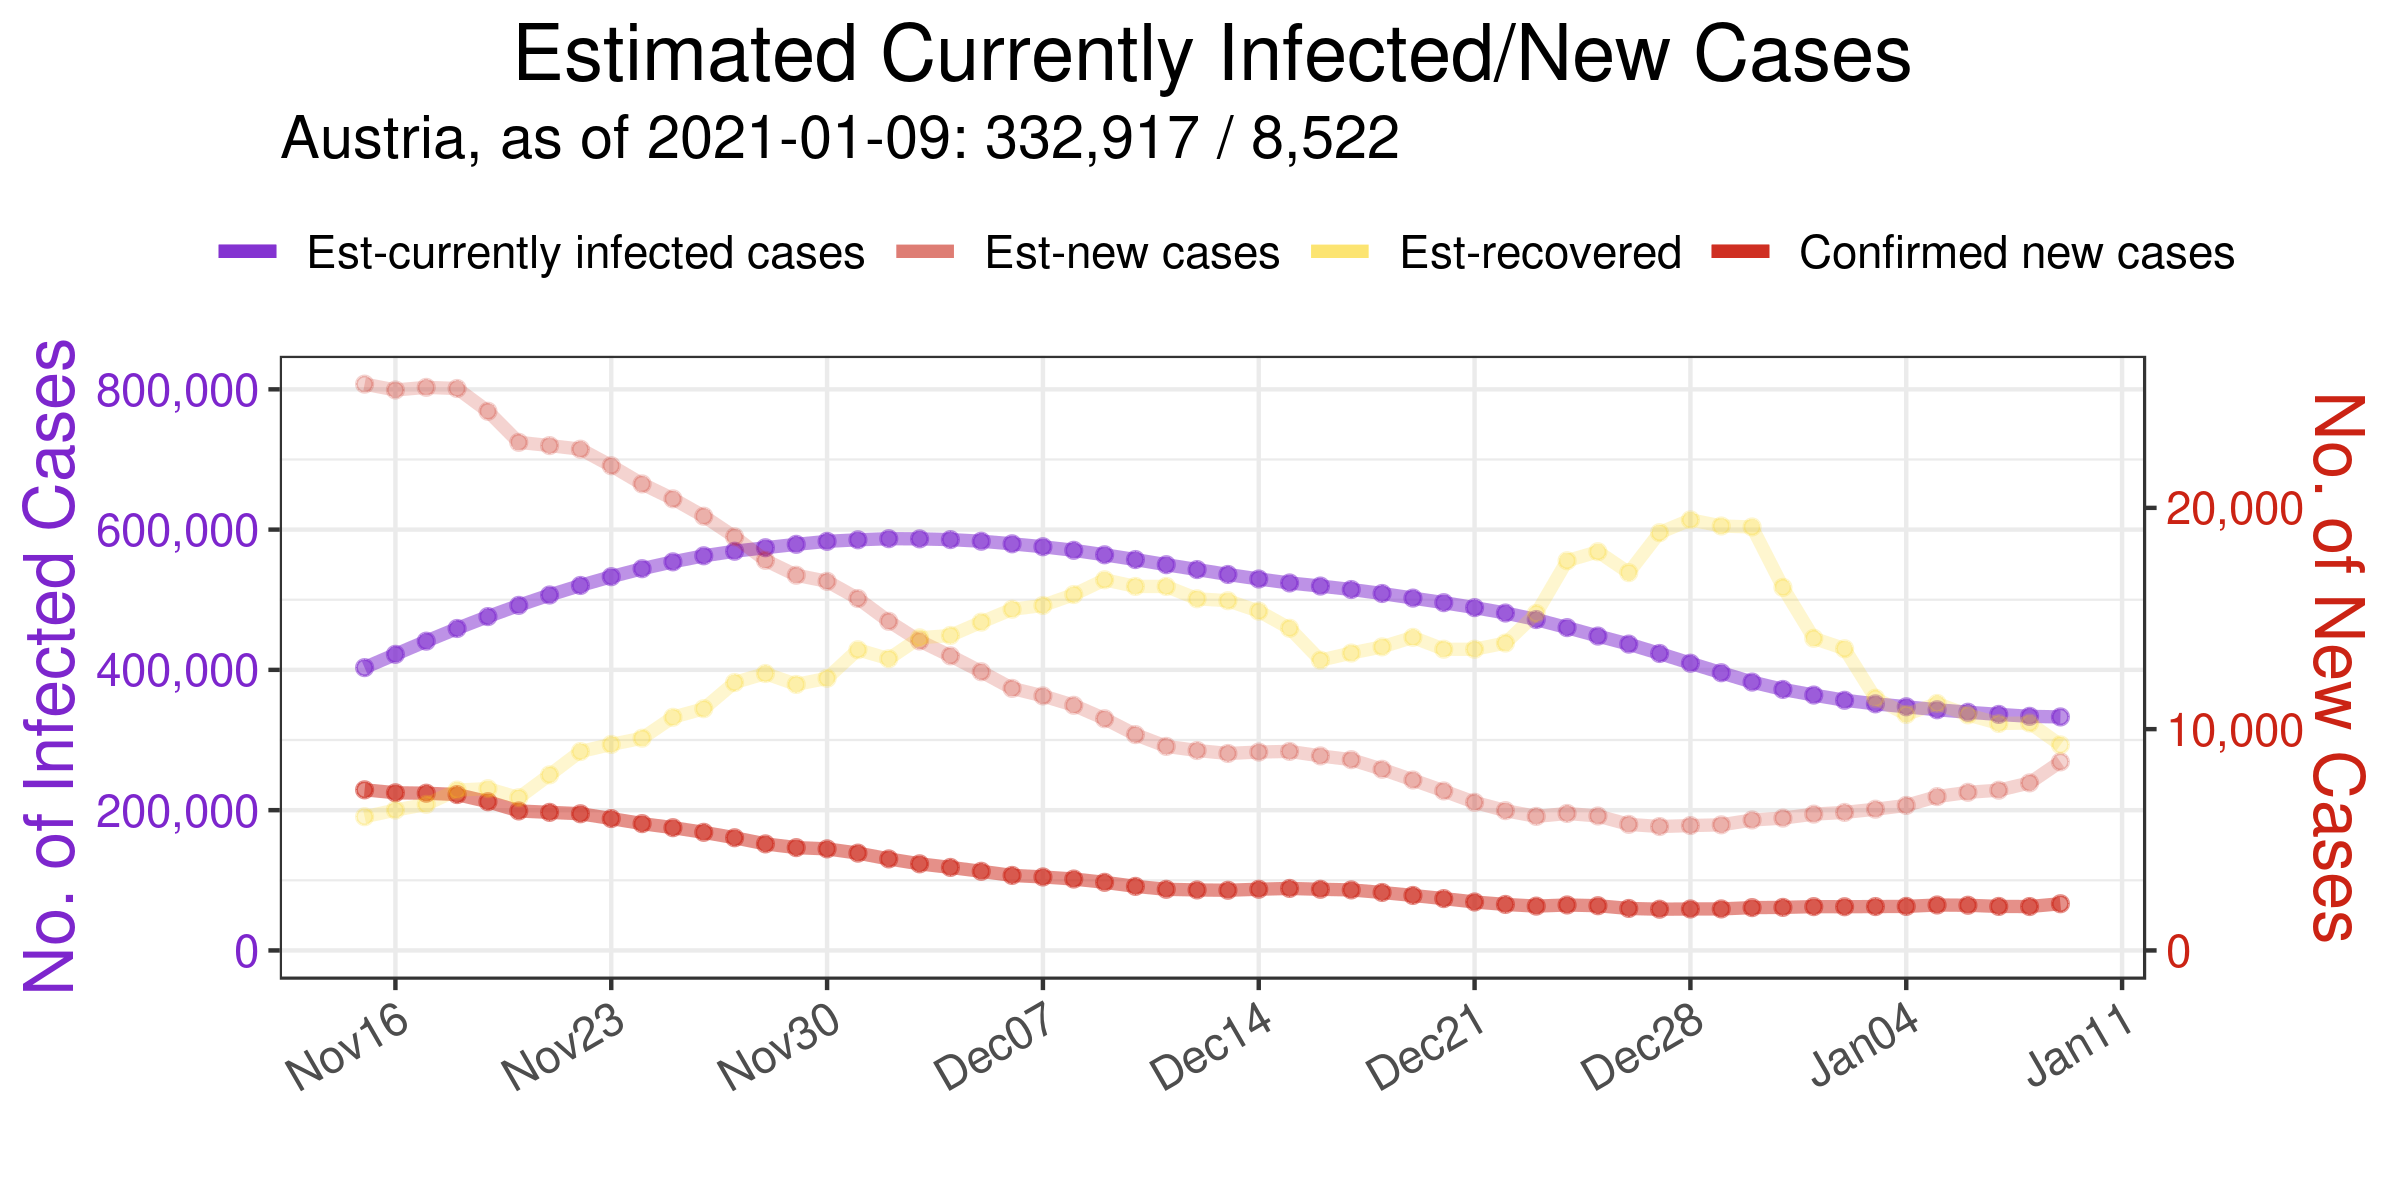 Estimated Currently Infected/New Cases
Austria, as of 2021-01-09: 332,917 / 8,522
Est-currently infected cases Est-new cases Est-recovered Confirmed new cases
No. of Infected Cases
800,000
600,000
400,000
200,000
0
20,000
10,000
0
No. of New Cases
Nov16 Nov23 Nov30 Dec07 Dec14 Dec21 Dec28 Jan04 Jan11